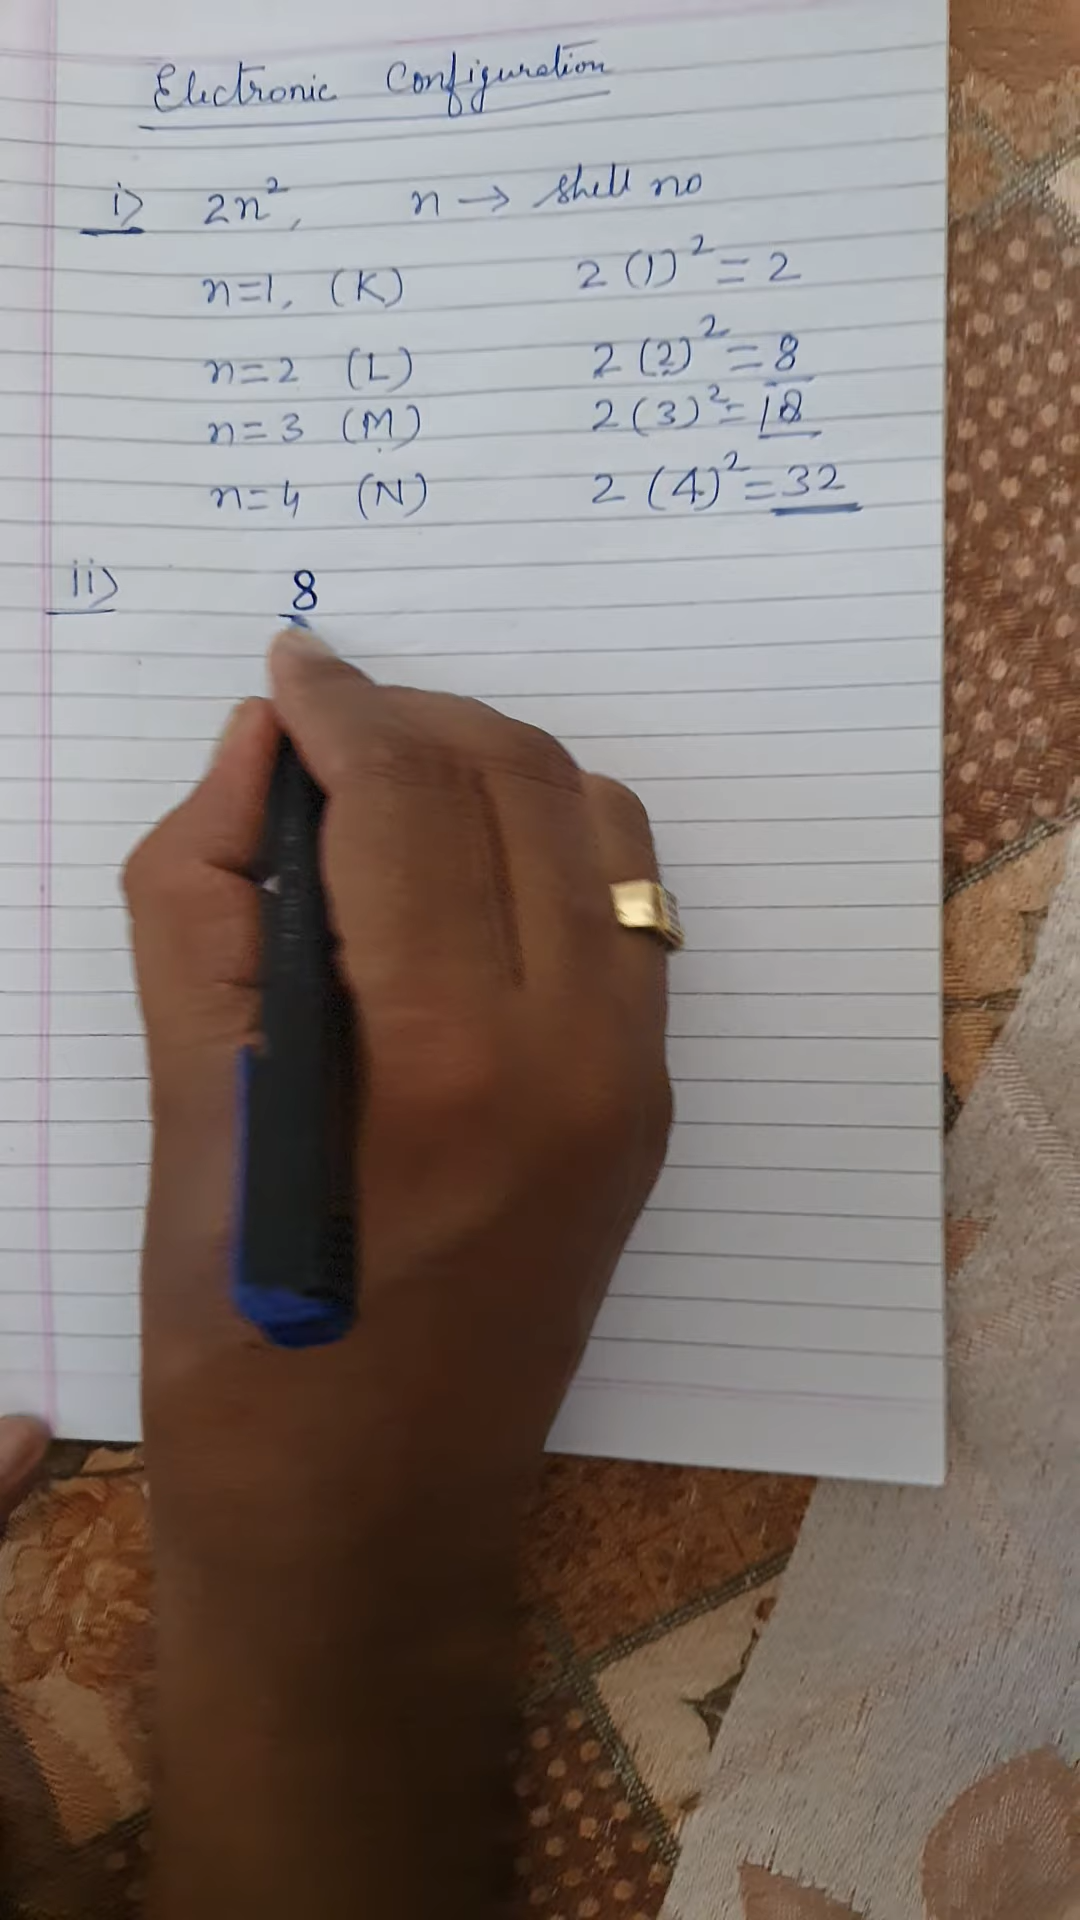 Electronic Configuration
i) 2n², n → shell no
n=1, (K) 2(1)² = 2
n=2 (L) 2(2)² = 8
n=3 (M) 2(3)² = 18
n=4 (N) 2(4)² = 32
ii) 8